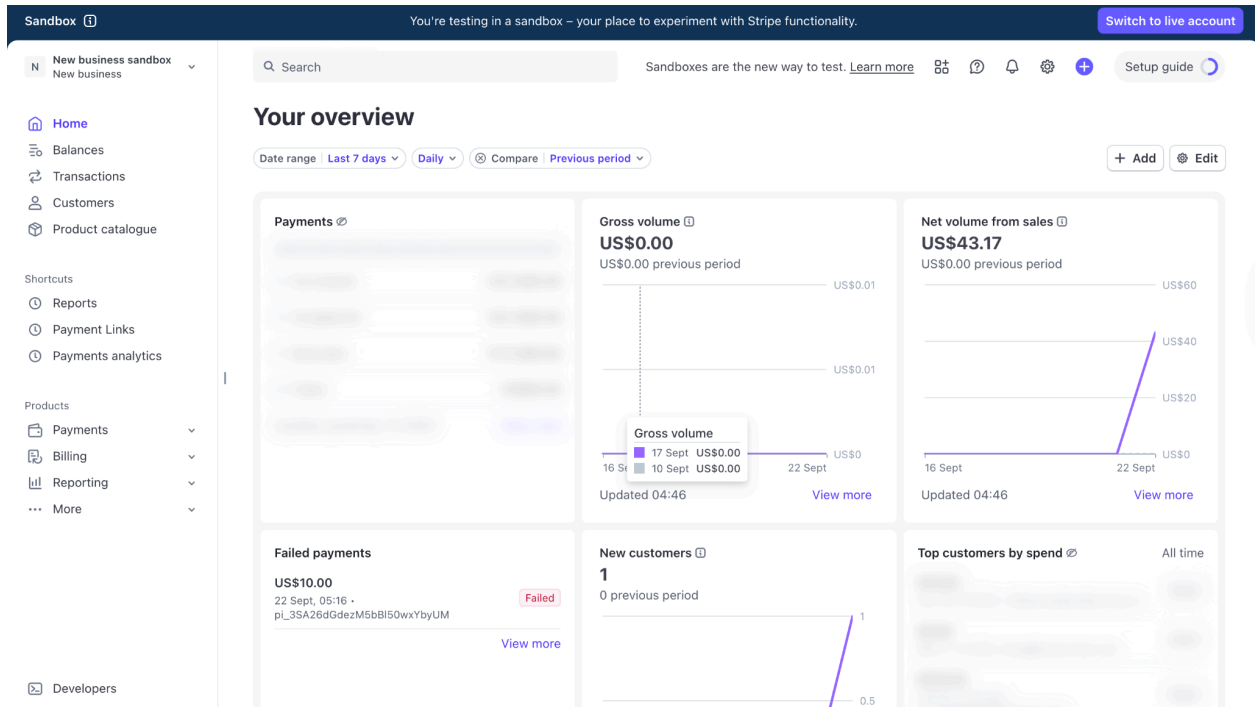 Sandbox
You're testing in a sandbox – your place to experiment with Stripe functionality.
Switch to live account
N
New business sandbox
New business
Search
Sandboxes are the new way to test. Learn more
Setup guide
Home
Balances
Transactions
Customers
Product catalogue
Shortcuts
Reports
Payment Links
Payments analytics
Products
Payments
Billing
Reporting
More
Developers
Your overview
Date range Last 7 days
Daily
Compare Previous period
+ Add
Edit
Payments
Gross volume
US$0.00
US$0.00 previous period
US$0.01
US$0.01
US$0
Gross volume
17 Sept US$0.00
10 Sept US$0.00
16 Se
22 Sept
Updated 04:46
View more
Net volume from sales
US$43.17
US$0.00 previous period
US$60
US$40
US$20
US$0
16 Sept
22 Sept
Updated 04:46
View more
Failed payments
US$10.00
22 Sept, 05:16 •
pi_3SA26dGdezM5bBl50wxYbyUM
Failed
View more
New customers
1
0 previous period
1
0.5
Top customers by spend
All time